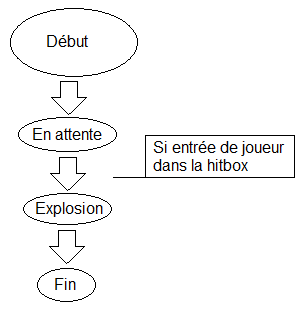 Début
En attente
Si entrée de joueur
dans la hitbox
Explosion
Fin